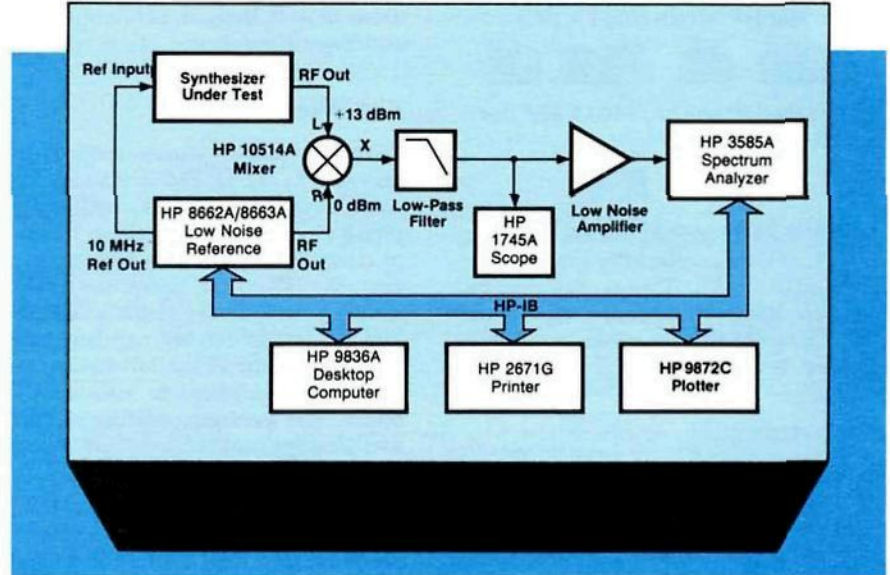 Ref Input
Synthesizer
Under Test
RF Out
L
+13 dBm
HP 10514A
Mixer
X
R
0 dBm
HP 8662A/8663A
Low Noise
Reference
10 MHz
Ref Out
RF
Out
Low-Pass
Filter
HP
1745A
Scope
Low Noise
Amplifier
HP 3585A
Spectrum
Analyzer
HP-IB
HP 9836A
Desktop
Computer
HP 2671G
Printer
HP 9872C
Plotter